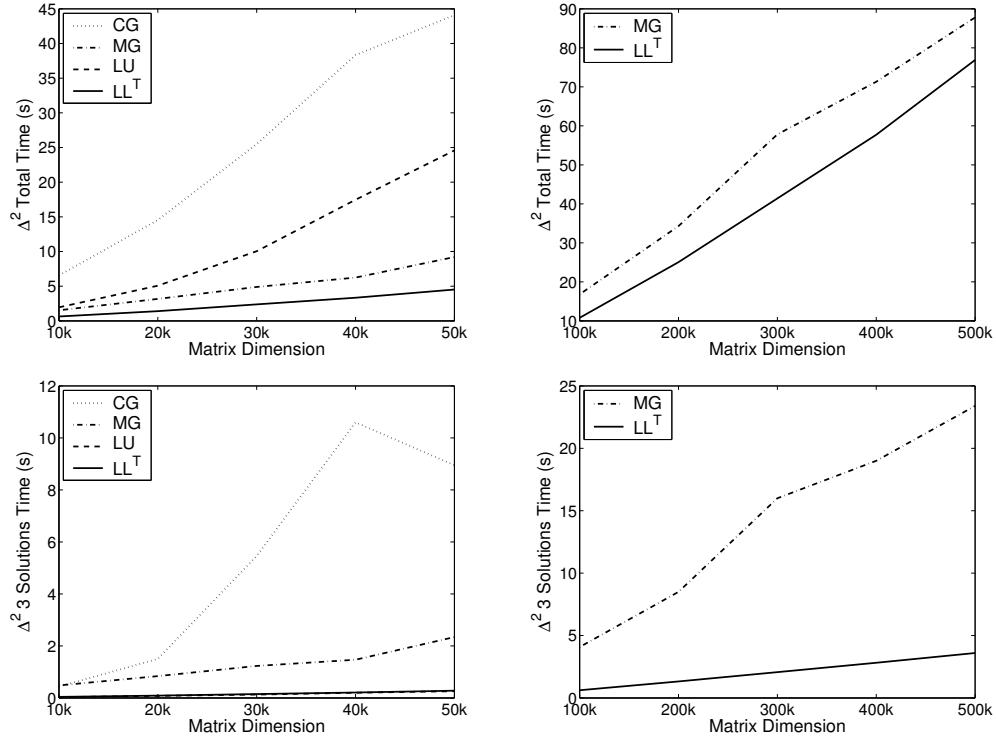 45
40
35
30
25
20
15
10
5
0
Δ² Total Time (s)
CG
MG
LU
LLᵀ
10k 20k 30k 40k 50k
Matrix Dimension
90
80
70
60
50
40
30
20
10
Δ² Total Time (s)
MG
LLᵀ
100k 200k 300k 400k 500k
Matrix Dimension
12
10
8
6
4
2
0
Δ² 3 Solutions Time (s)
CG
MG
LU
LLᵀ
10k 20k 30k 40k 50k
Matrix Dimension
25
20
15
10
5
0
Δ² 3 Solutions Time (s)
MG
LLᵀ
100k 200k 300k 400k 500k
Matrix Dimension